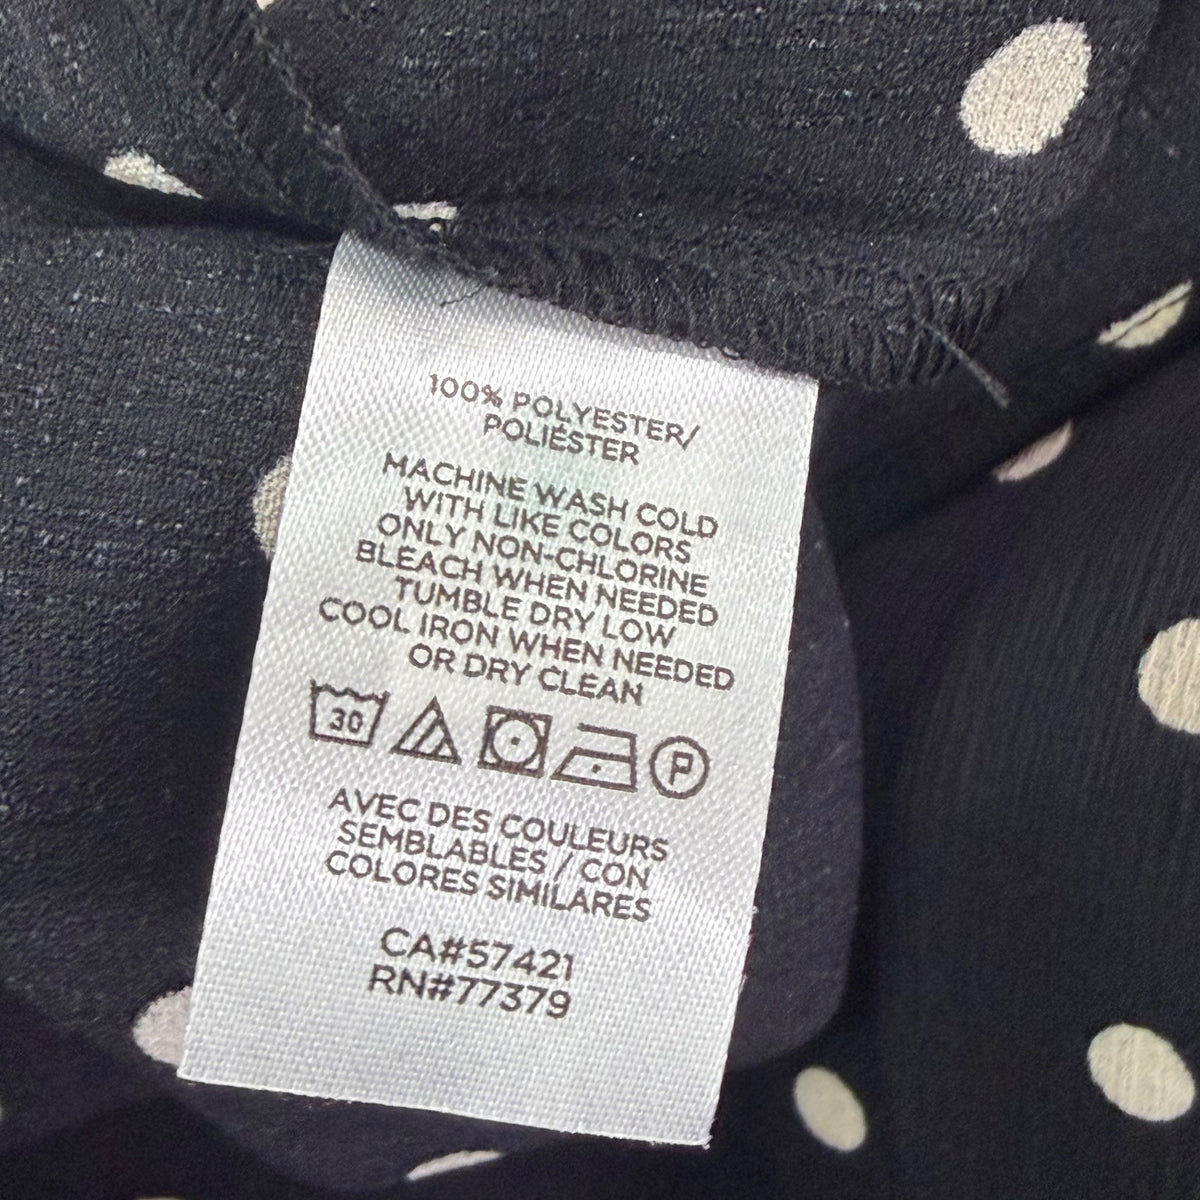 100% POLYESTER/
POLIÉSTER
MACHINE WASH COLD
WITH LIKE COLORS
ONLY NON-CHLORINE
BLEACH WHEN NEEDED
TUMBLE DRY LOW
COOL IRON WHEN NEEDED
OR DRY CLEAN
30 P
AVEC DES COULEURS
SEMBLABLES / CON
COLORES SIMILARES
CA#57421
RN#77379